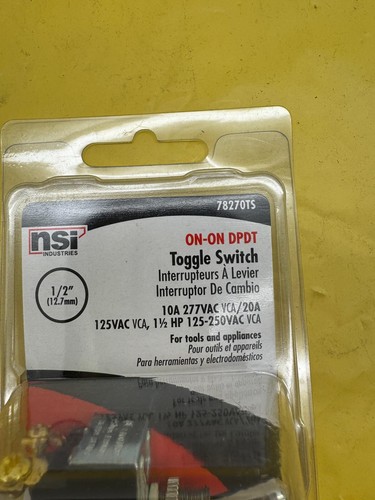 78270TS
nsi
INDUSTRIES
ON-ON DPDT
Toggle Switch
Interrupteurs À Levier
Interruptor De Cambio
1/2"
(12.7mm)
10A 277VAC VCA/20A
125VAC VCA, 1½ HP 125-250VAC VCA
For tools and appliances
Pour outils et appareils
Para herramientas y electrodomésticos